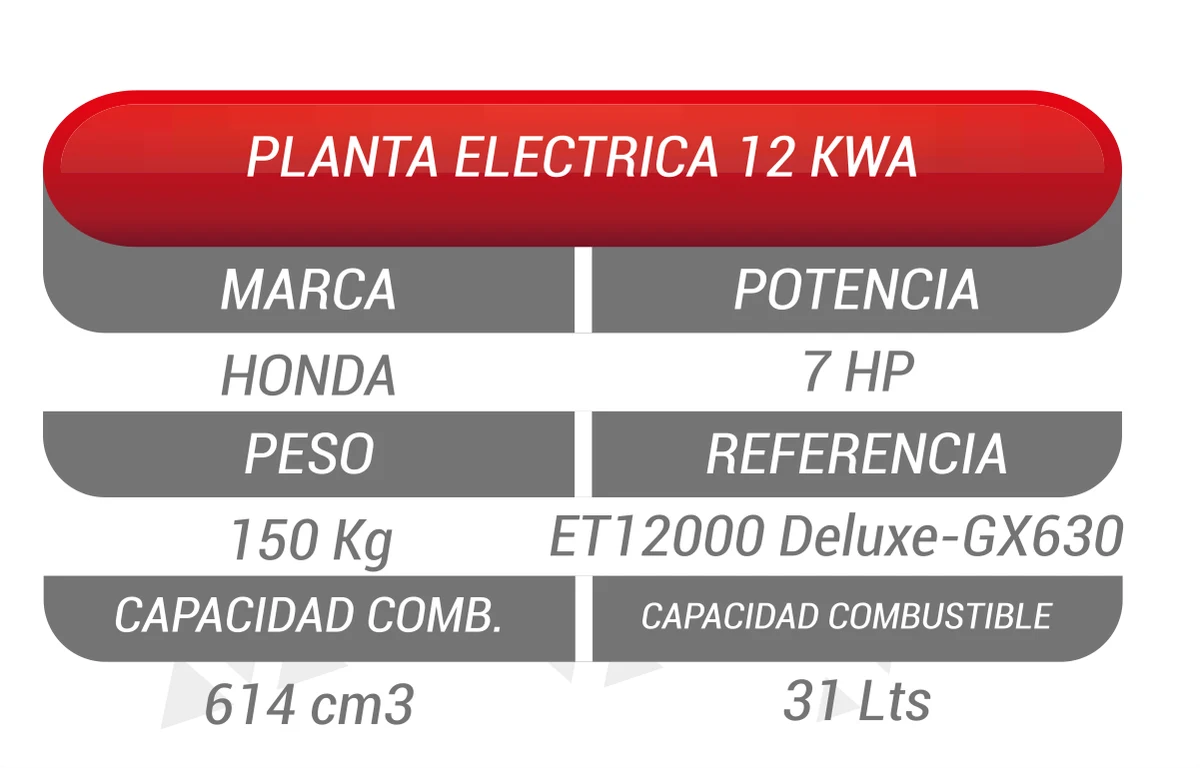 PLANTA ELECTRICA 12 KWA
MARCA
POTENCIA
HONDA
7 HP
PESO
REFERENCIA
150 Kg
ET12000 Deluxe-GX630
CAPACIDAD COMB.
CAPACIDAD COMBUSTIBLE
614 cm3
31 Lts